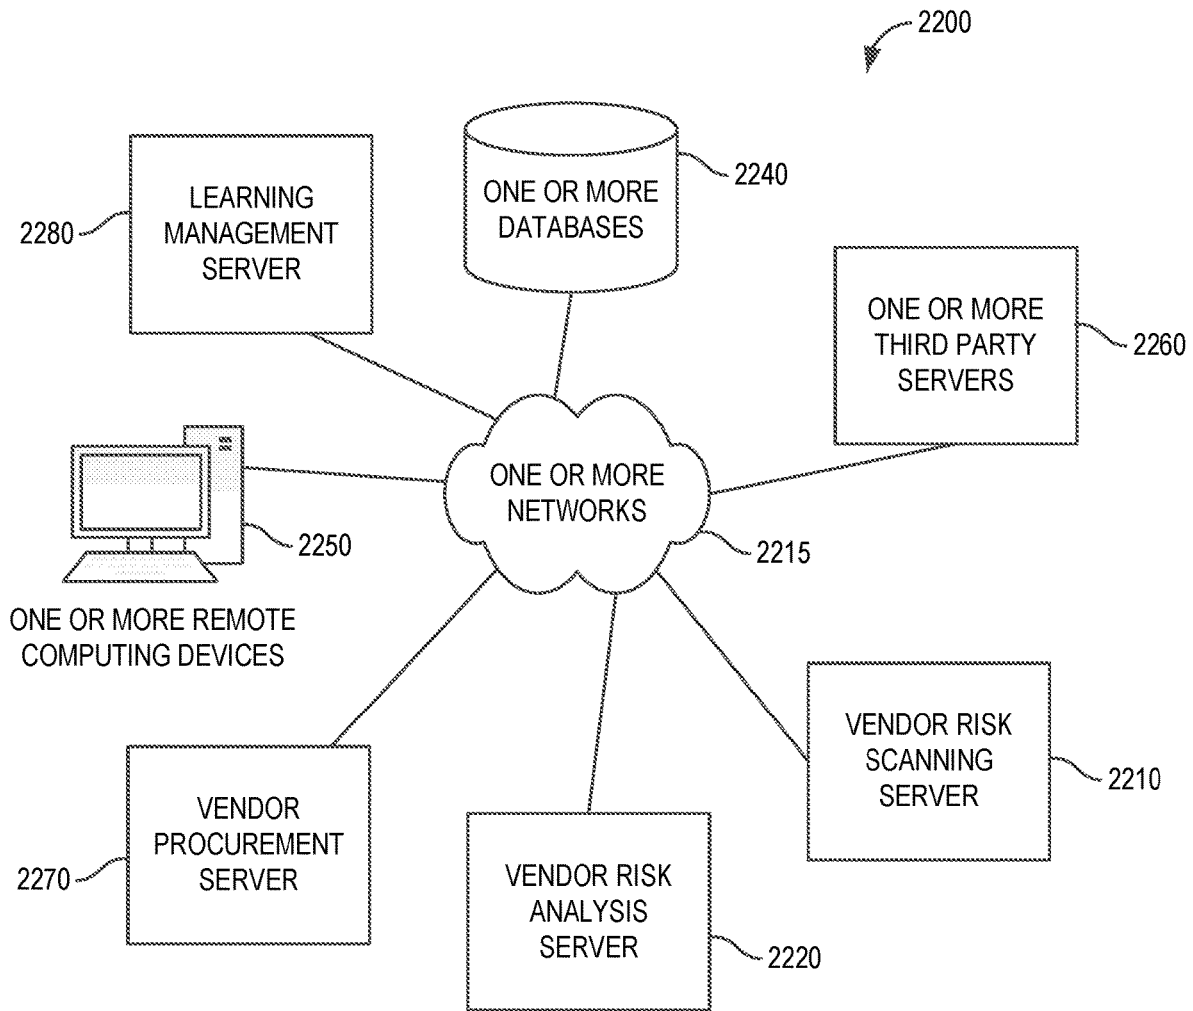 2200
ONE OR MORE
DATABASES
2240
LEARNING
MANAGEMENT
SERVER
2280
ONE OR MORE
THIRD PARTY
SERVERS
2260
ONE OR MORE
NETWORKS
2215
2250
ONE OR MORE REMOTE
COMPUTING DEVICES
VENDOR RISK
SCANNING
SERVER
2210
VENDOR
PROCUREMENT
SERVER
2270
VENDOR RISK
ANALYSIS
SERVER
2220